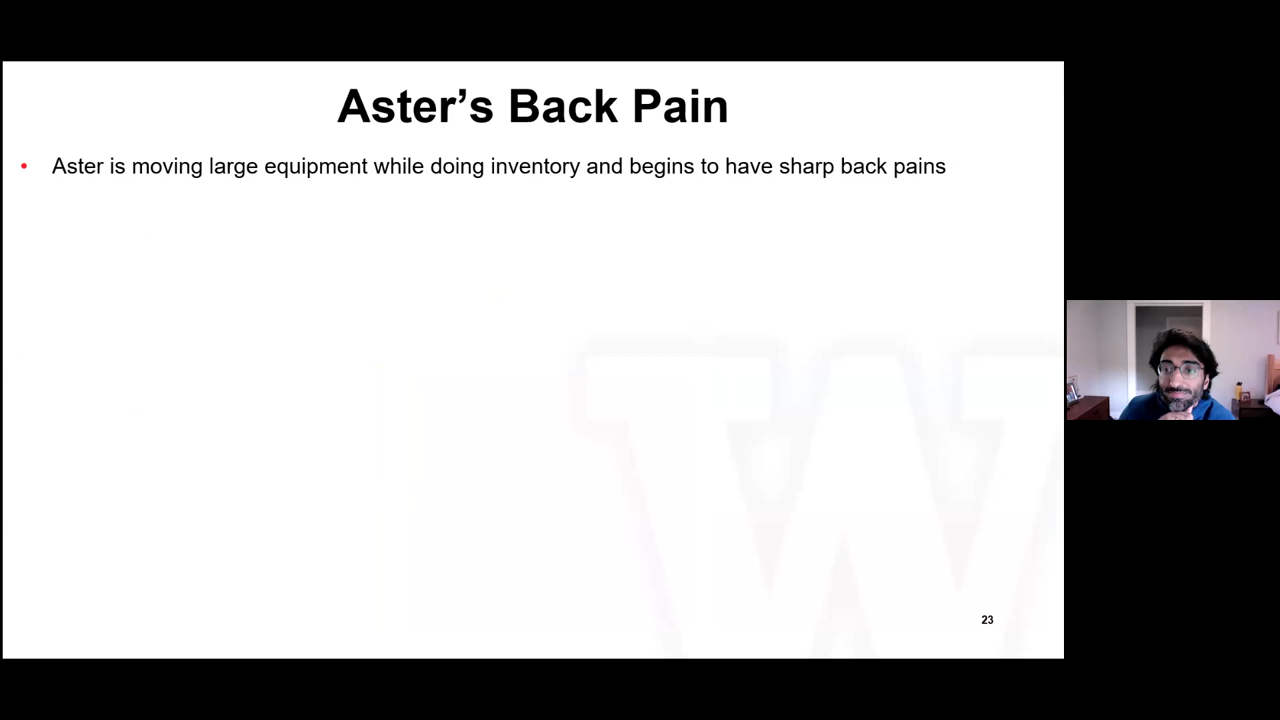 Aster’s Back Pain
• Aster is moving large equipment while doing inventory and begins to have sharp back pains
W
23